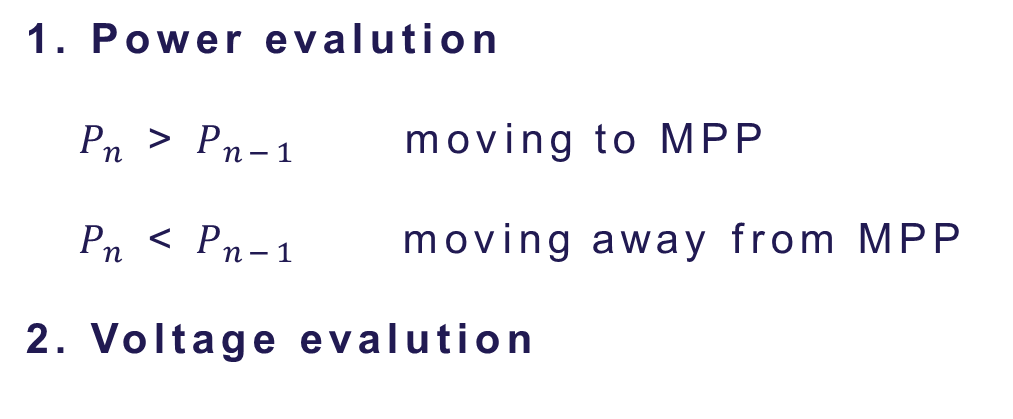 1. Power evalution
Pₙ > Pₙ₋₁ moving to MPP
Pₙ < Pₙ₋₁ moving away from MPP
2. Voltage evalution